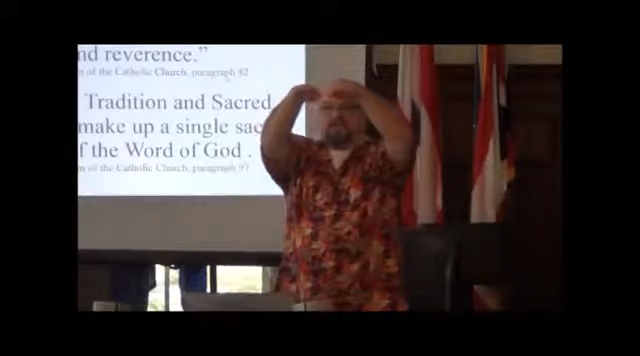 nd reverence.”
n of the Catholic Church, paragraph 82
Tradition and Sacred
make up a single sac
f the Word of God .
m of the Catholic Church, paragraph 97